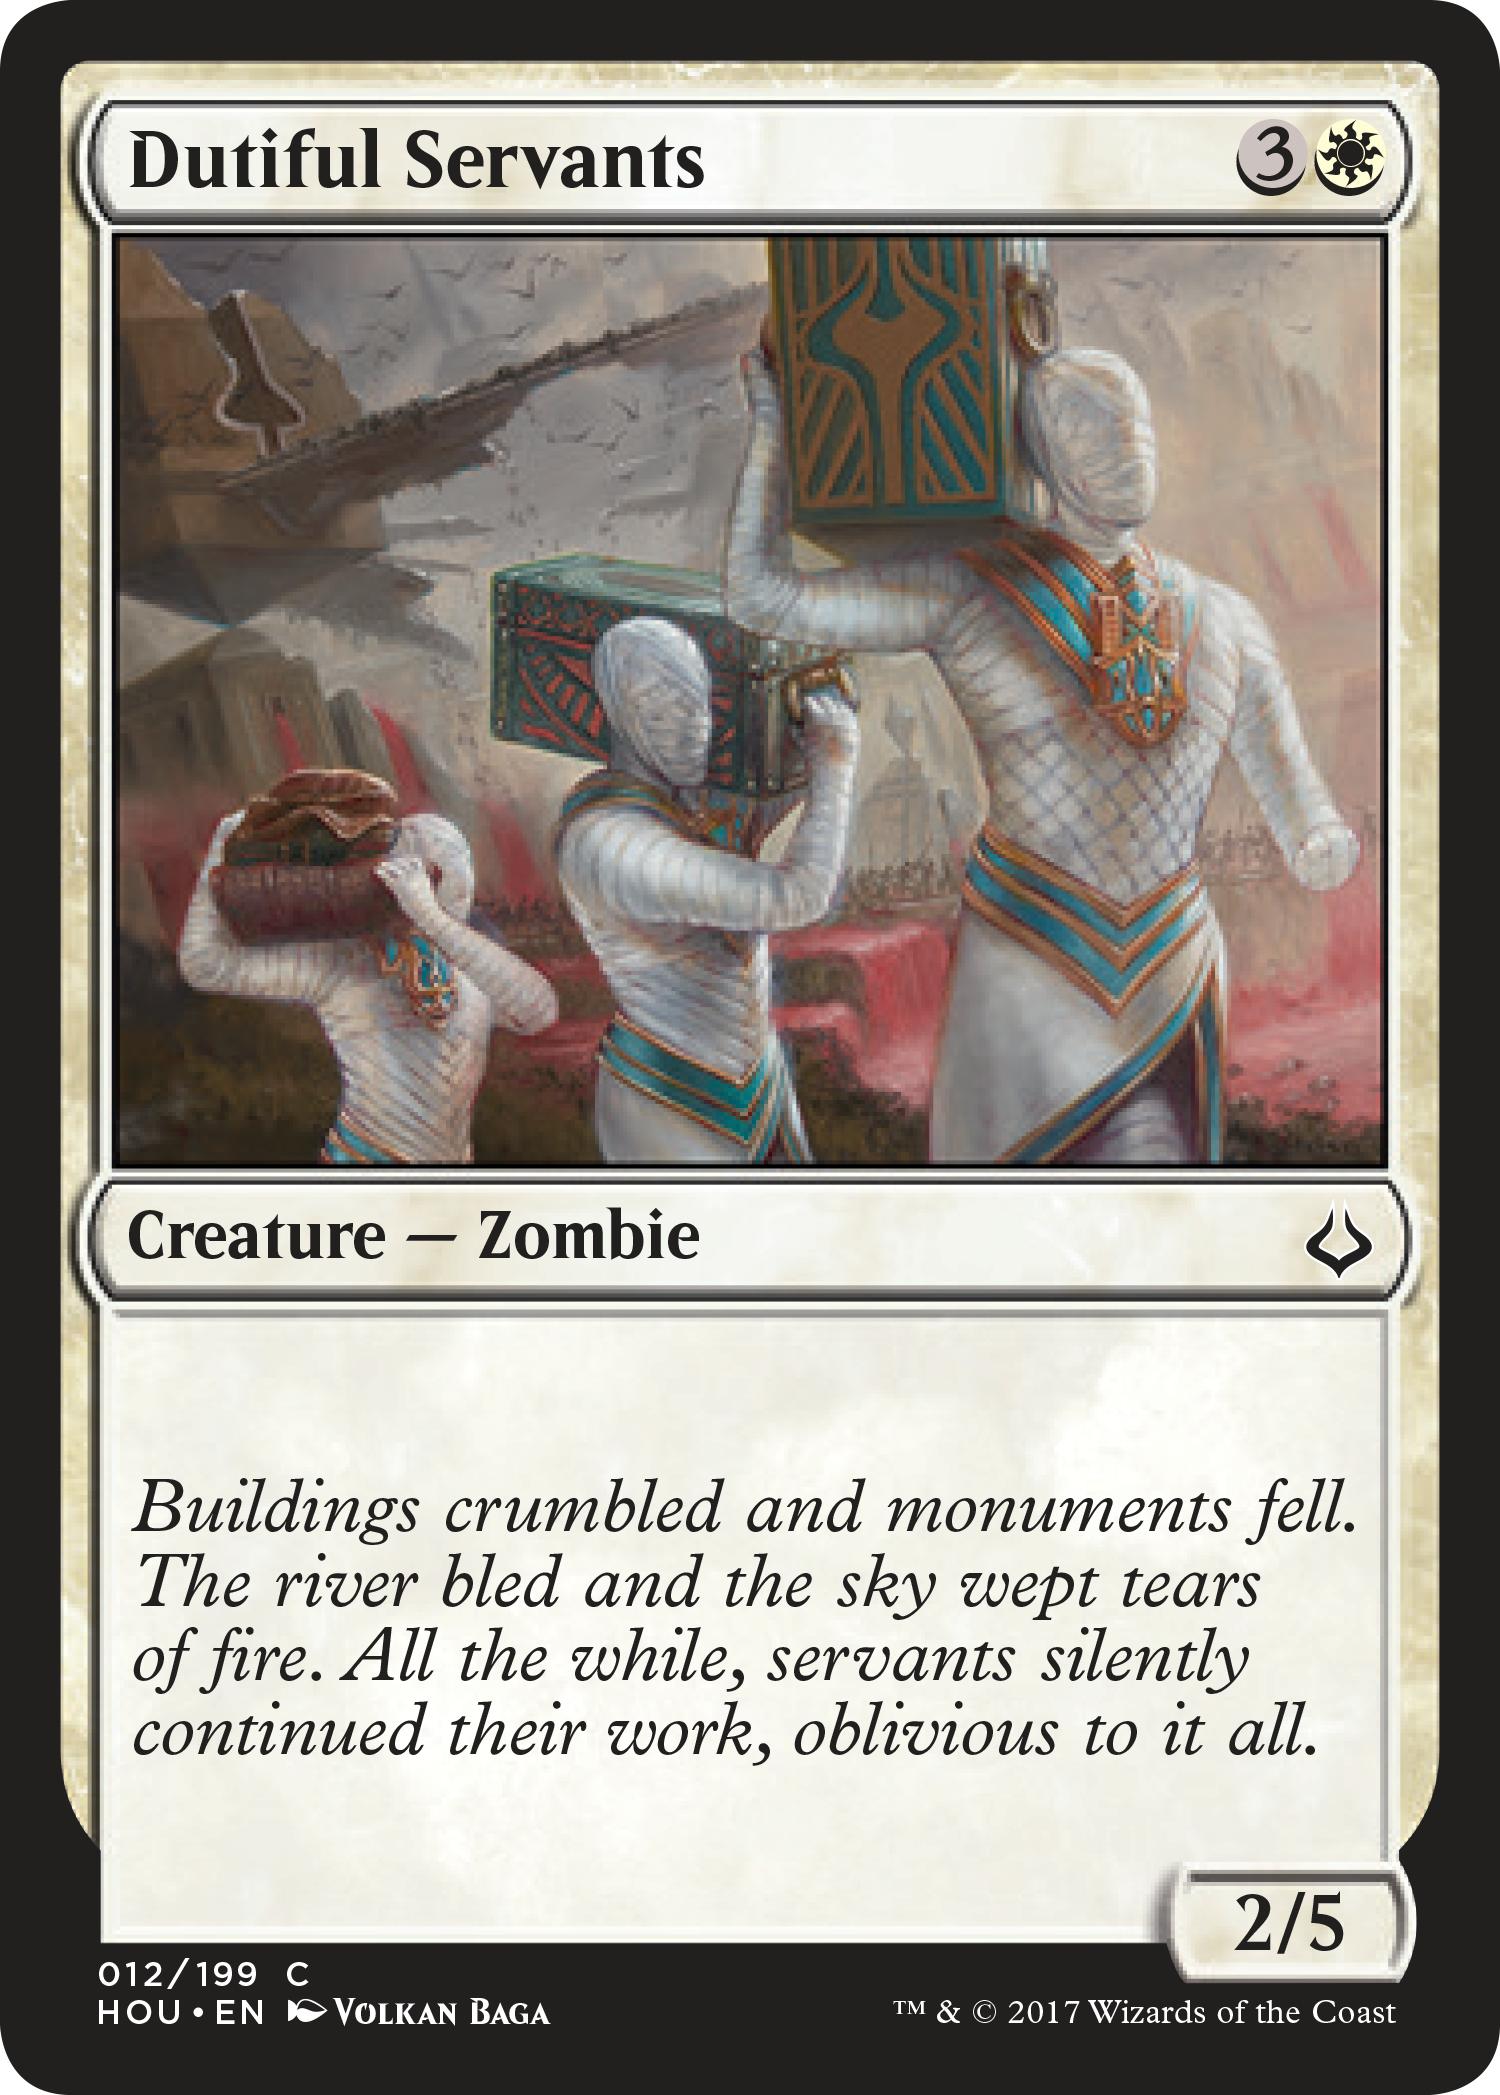 Dutiful Servants 3
Creature — Zombie
Buildings crumbled and monuments fell.
The river bled and the sky wept tears
of fire. All the while, servants silently
continued their work, oblivious to it all.
2/5
012/199 C
HOU • EN Volkan Baga
™ & © 2017 Wizards of the Coast